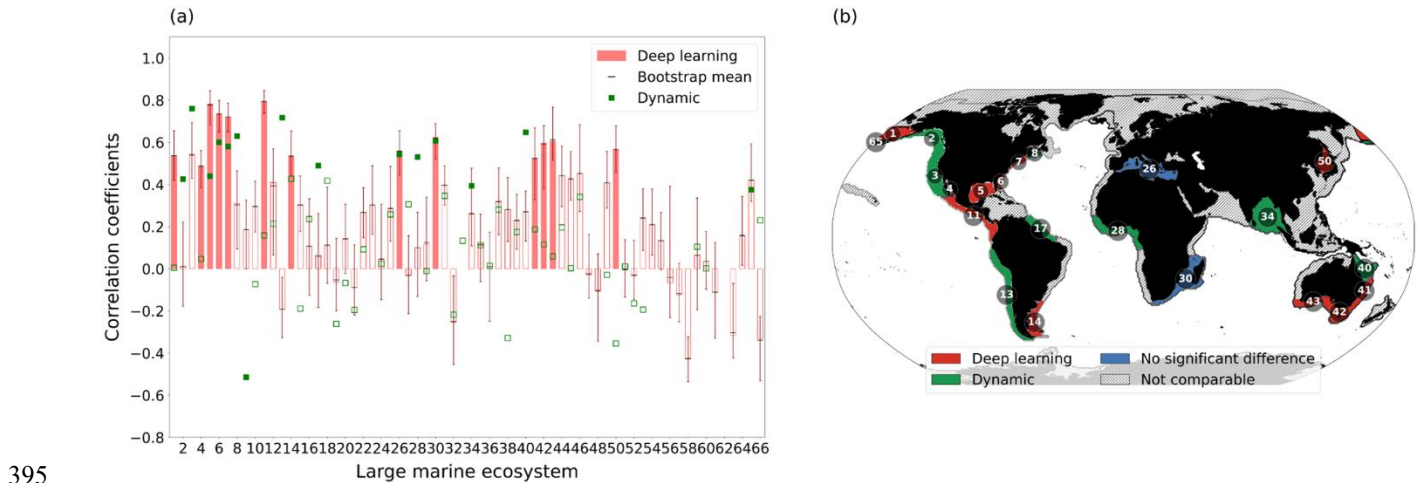 (a)
Correlation coefficients
1.0
0.8
0.6
0.4
0.2
0.0
−0.2
−0.4
−0.6
−0.8
Deep learning
Bootstrap mean
Dynamic
2 4 6 8 10 12 14 16 18 20 22 24 26 28 30 32 34 36 38 40 42 44 46 48 50 52 54 56 58 60 62 64 66
Large marine ecosystem
(b)
65 1 2 3 4 11 5 6 7 8 13 14 17 28 26 30 34 50 40 41 42 43
Deep learning
Dynamic
No significant difference
Not comparable
395